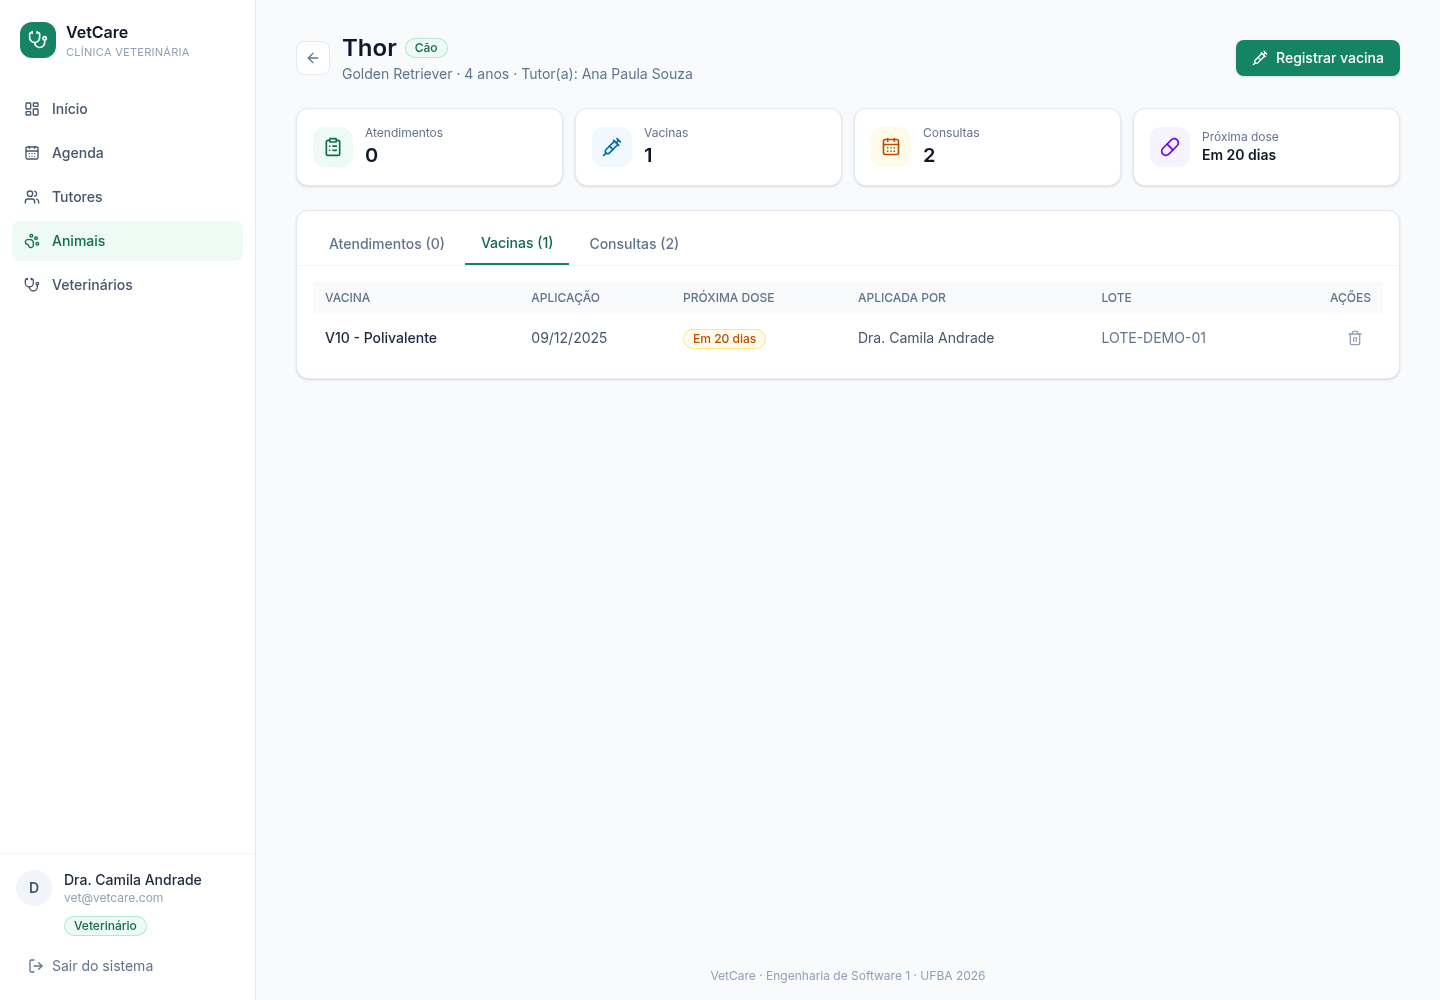 VetCare
CLÍNICA VETERINÁRIA
Início
Agenda
Tutores
Animais
Veterinários
D
Dra. Camila Andrade
vet@vetcare.com
Veterinário
Sair do sistema
Thor Cão
Golden Retriever · 4 anos · Tutor(a): Ana Paula Souza
Registrar vacina
Atendimentos
0
Vacinas
1
Consultas
2
Próxima dose
Em 20 dias
Atendimentos (0) Vacinas (1) Consultas (2)
VACINA APLICAÇÃO PRÓXIMA DOSE APLICADA POR LOTE AÇÕES
V10 - Polivalente 09/12/2025 Em 20 dias Dra. Camila Andrade LOTE-DEMO-01
VetCare · Engenharia de Software 1 · UFBA 2026